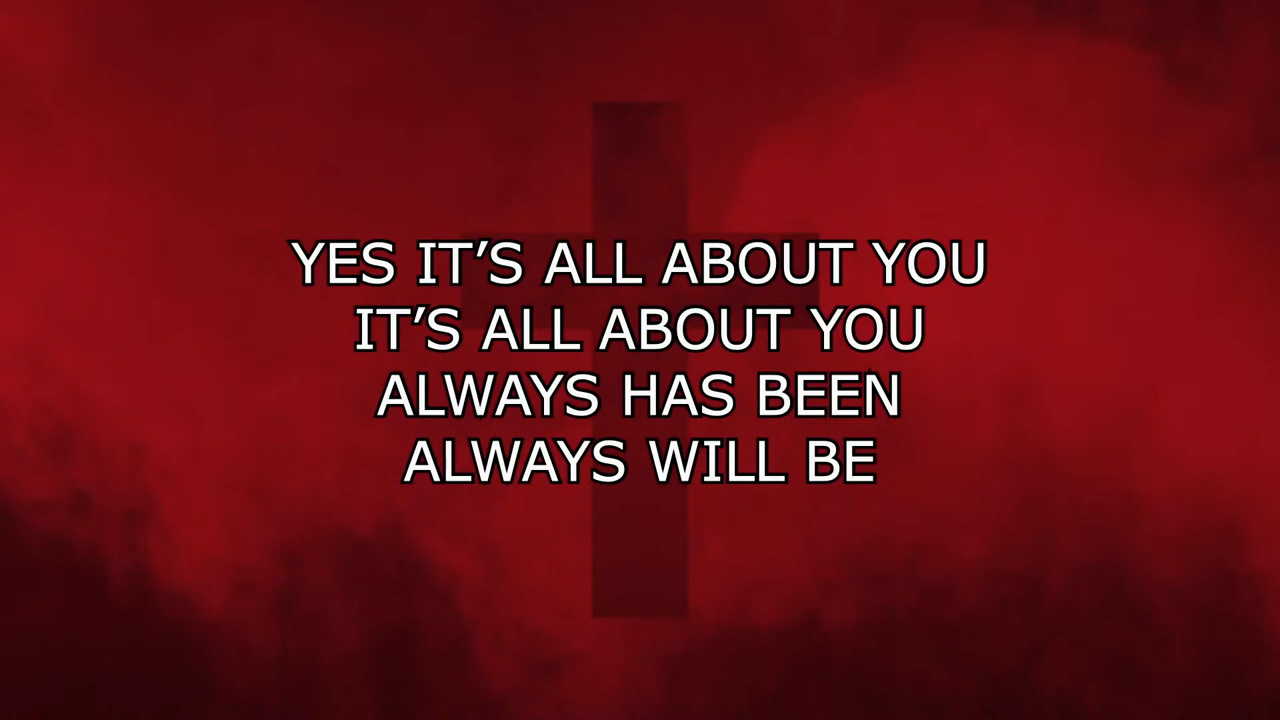 YES IT’S ALL ABOUT YOU
IT’S ALL ABOUT YOU
ALWAYS HAS BEEN
ALWAYS WILL BE